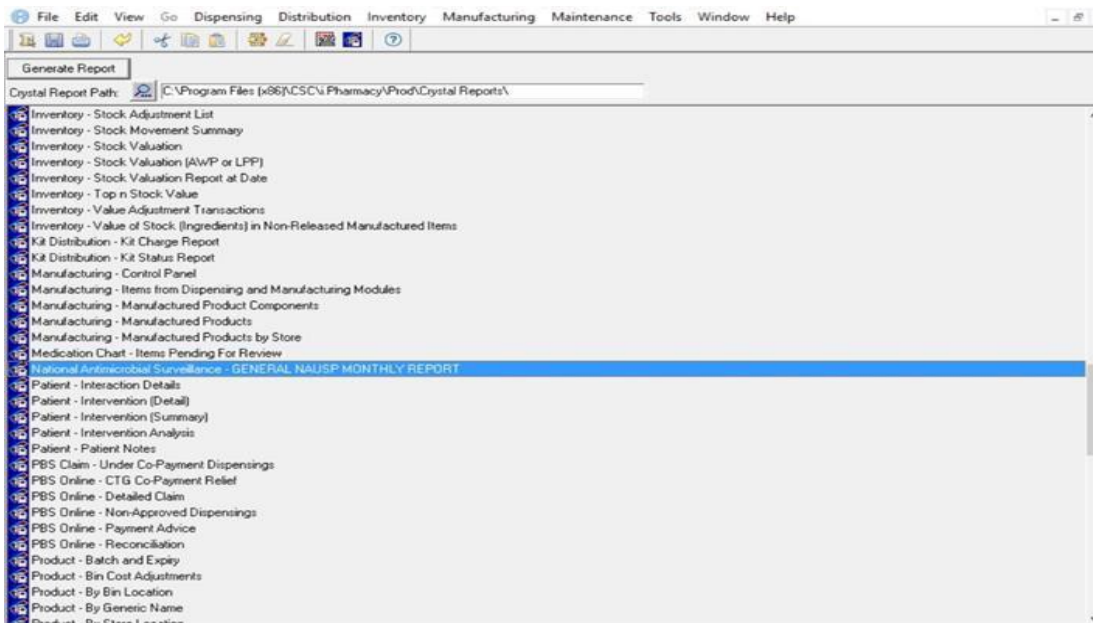 File Edit View Go Dispensing Distribution Inventory Manufacturing Maintenance Tools Window Help
Generate Report
Crystal Report Path: C:\Program Files (x86)\CSC\i.Pharmacy\Prod\Crystal Reports\
Inventory - Stock Adjustment List
Inventory - Stock Movement Summary
Inventory - Stock Valuation
Inventory - Stock Valuation (AWP or LPP)
Inventory - Stock Valuation Report at Date
Inventory - Top n Stock Value
Inventory - Value Adjustment Transactions
Inventory - Value of Stock (Ingredients) in Non-Released Manufactured Items
Kit Distribution - Kit Charge Report
Kit Distribution - Kit Status Report
Manufacturing - Control Panel
Manufacturing - Items from Dispensing and Manufacturing Modules
Manufacturing - Manufactured Product Components
Manufacturing - Manufactured Products
Manufacturing - Manufactured Products by Store
Medication Chart - Items Pending For Review
National Antimicrobial Surveillance - GENERAL NAUSP MONTHLY REPORT
Patient - Interaction Details
Patient - Intervention (Detail)
Patient - Intervention (Summary)
Patient - Intervention Analysis
Patient - Patient Notes
PBS Claim - Under Co-Payment Dispensings
PBS Online - CTG Co-Payment Relief
PBS Online - Detailed Claim
PBS Online - Non-Approved Dispensings
PBS Online - Payment Advice
PBS Online - Reconciliation
Product - Batch and Expiry
Product - Bin Cost Adjustments
Product - By Bin Location
Product - By Generic Name
Product - By Store Location